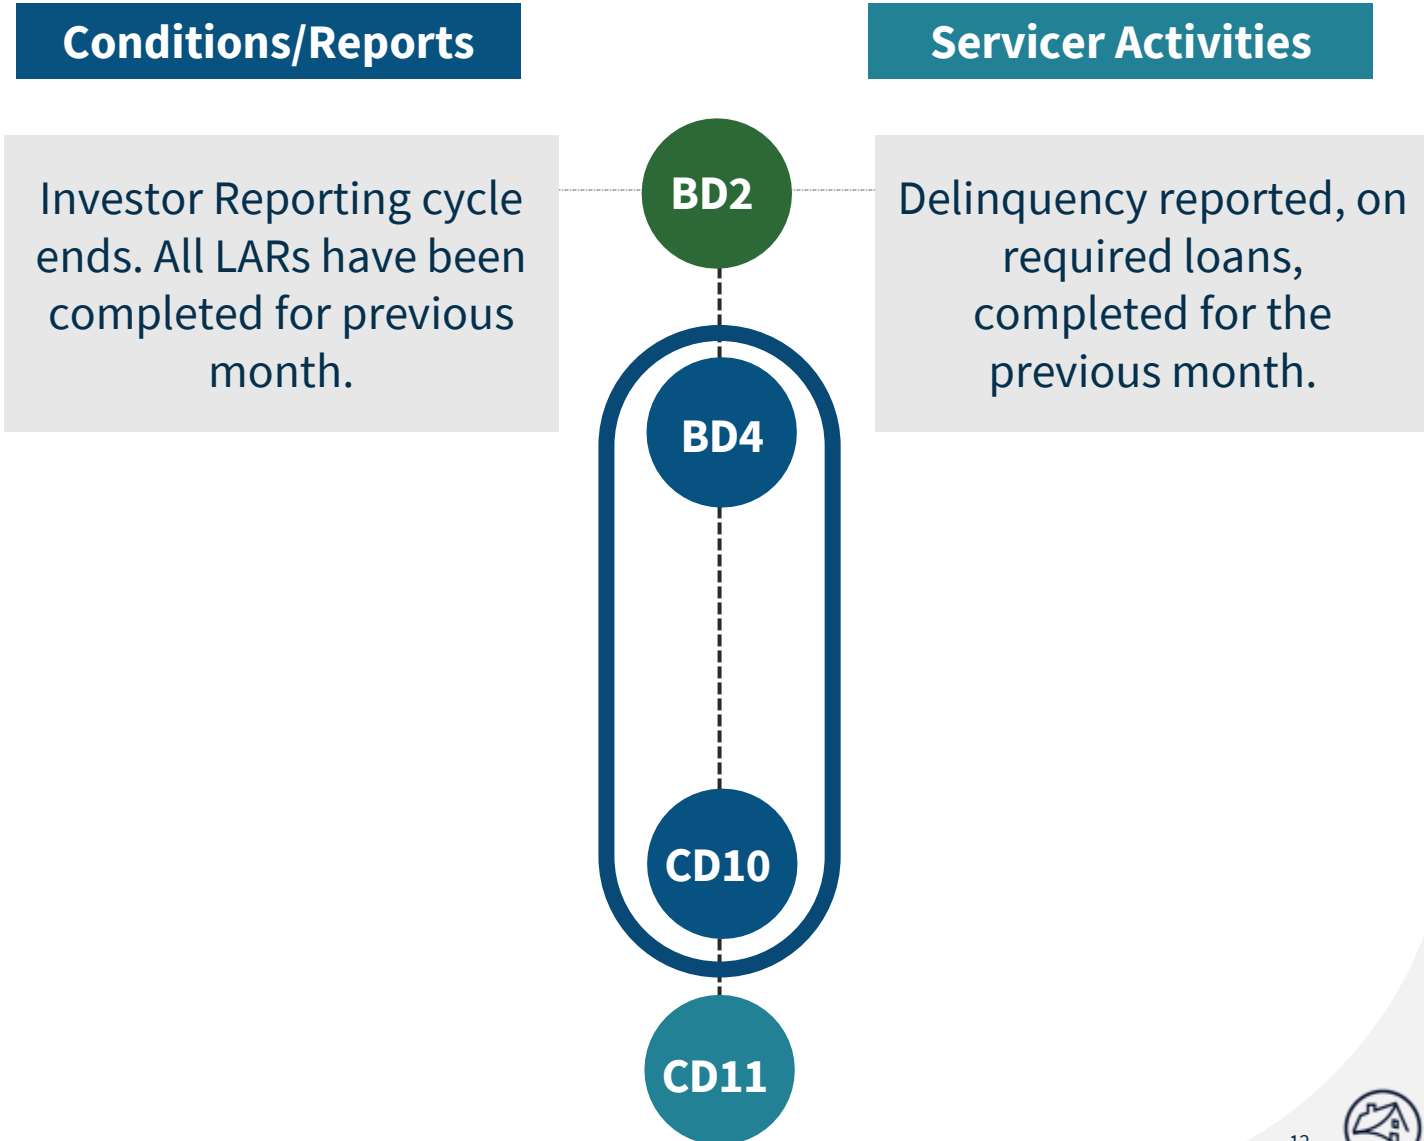 Conditions/Reports
Servicer Activities
Investor Reporting cycle
ends. All LARs have been
completed for previous
month.
BD2
Delinquency reported, on
required loans,
completed for the
previous month.
BD4
CD10
CD11